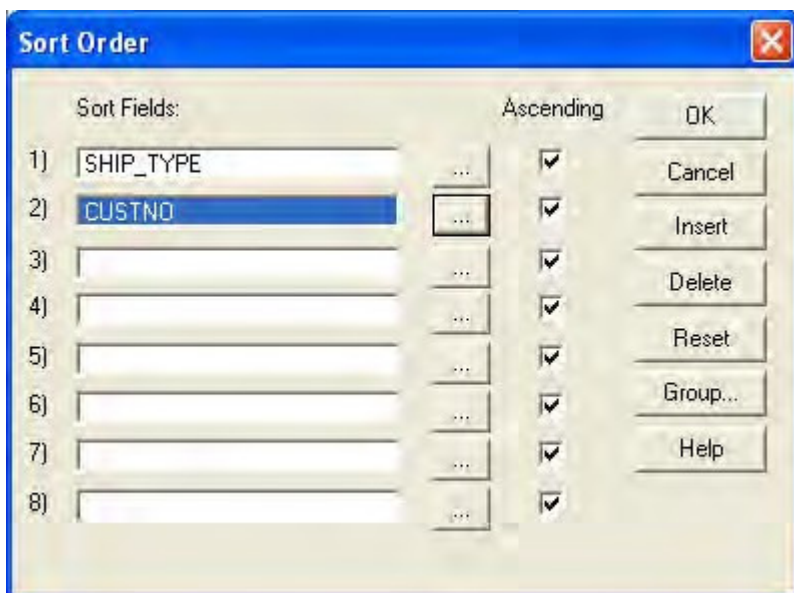 Sort Order
Sort Fields: Ascending OK
1) SHIP_TYPE ... Cancel
2) CUSTNO ... Insert
3) ... Delete
4) ...
5) ... Reset
6) ... Group...
7) ... Help
8) ...